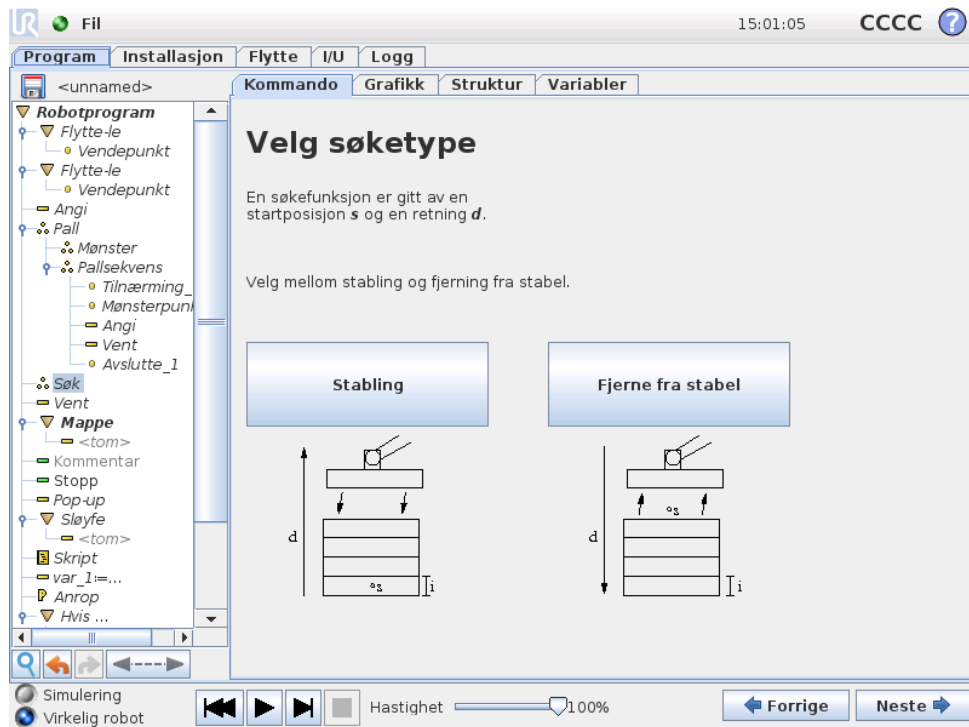 UR Fil 15:01:05 CCCC ?
Program Installasjon Flytte I/U Logg
<unnamed> Kommando Grafikk Struktur Variabler
Robotprogram
Flytte-le
Vendepunkt
Flytte-le
Vendepunkt
Angi
Pall
Mønster
Pallsekvens
Tilnærming_
Mønsterpun
Angi
Vent
Avslutte_1
Søk
Vent
Mappe
<tom>
Kommentar
Stopp
Pop-up
Sløyfe
<tom>
Skript
var_1:=...
Anrop
Hvis ...
Velg søketype
En søkefunksjon er gitt av en
startposisjon s og en retning d.
Velg mellom stabling og fjerning fra stabel.
Stabling Fjerne fra stabel
d s i
d s i
Simulering
Virkelig robot
Hastighet 100%
Forrige Neste